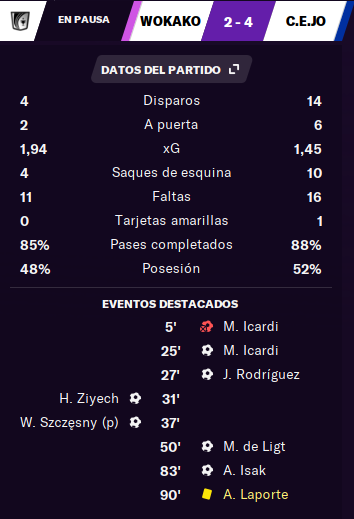 EN PAUSA WOKAKO 2 - 4 C.E.JO
DATOS DEL PARTIDO
4 Disparos 14
2 A puerta 6
1,94 xG 1,45
4 Saques de esquina 10
11 Faltas 16
0 Tarjetas amarillas 1
85% Pases completados 88%
48% Posesión 52%
EVENTOS DESTACADOS
5' M. Icardi
25' M. Icardi
27' J. Rodríguez
H. Ziyech 31'
W. Szczęsny (p) 37'
50' M. de Ligt
83' A. Isak
90' A. Laporte